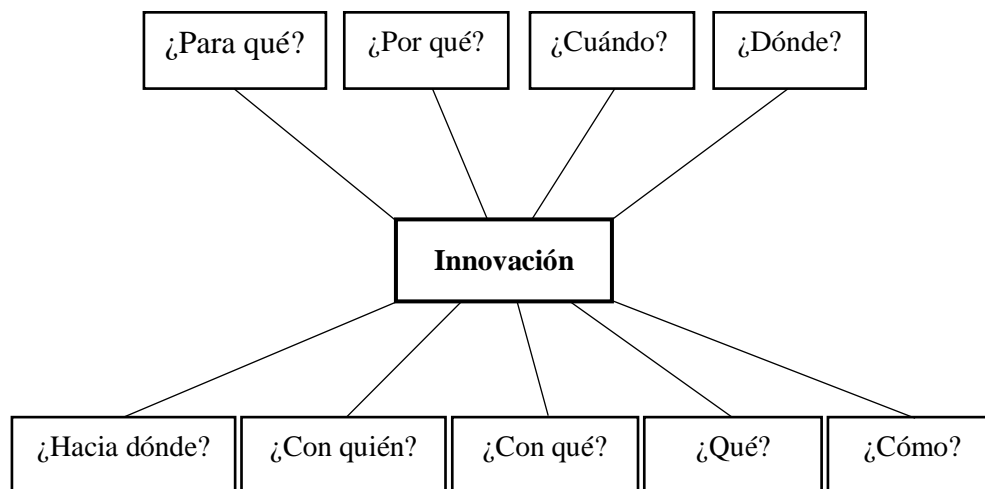 ¿Para qué?
¿Por qué?
¿Cuándo?
¿Dónde?
Innovación
¿Hacia dónde?
¿Con quién?
¿Con qué?
¿Qué?
¿Cómo?